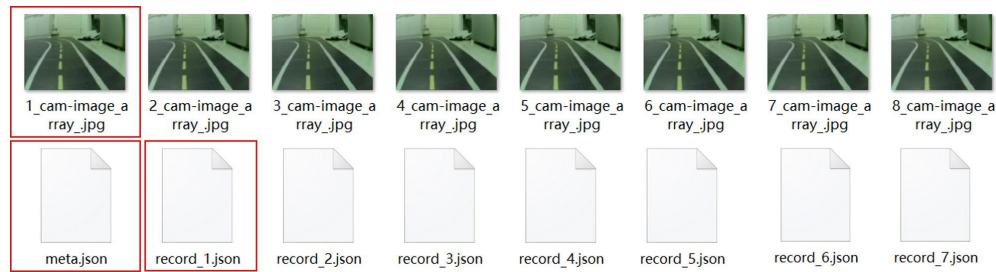 1_cam-image_a 2_cam-image_a 3_cam-image_a 4_cam-image_a 5_cam-image_a 6_cam-image_a 7_cam-image_a 8_cam-image_a
rray_.jpg rray_.jpg rray_.jpg rray_.jpg rray_.jpg rray_.jpg rray_.jpg rray_.jpg
meta.json record_1.json record_2.json record_3.json record_4.json record_5.json record_6.json record_7.json